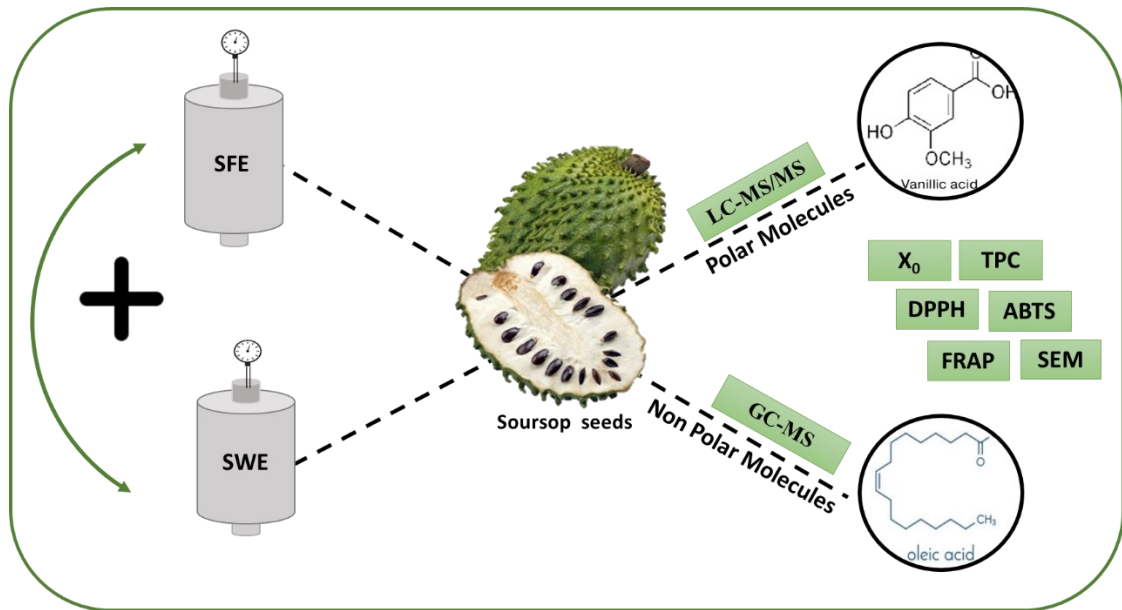 SFE
SWE
Soursop seeds
LC-MS/MS
Polar Molecules
GC-MS
Non Polar Molecules
O
OH
HO
OCH₃
Vanillic acid
X₀ TPC
DPPH ABTS
FRAP SEM
O
CH₃
oleic acid